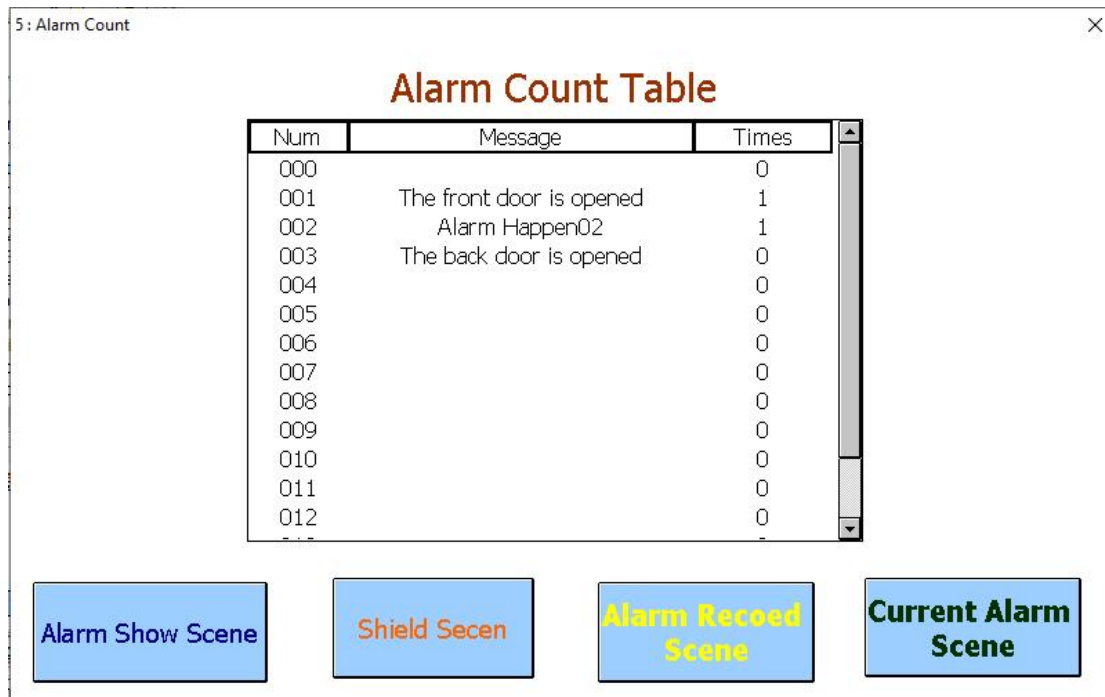 5 : Alarm Count
Alarm Count Table
Num Message Times
000 0
001 The front door is opened 1
002 Alarm Happen02 1
003 The back door is opened 0
004 0
005 0
006 0
007 0
008 0
009 0
010 0
011 0
012 0
Alarm Show Scene
Shield Secen
Alarm Recoed
Scene
Current Alarm
Scene